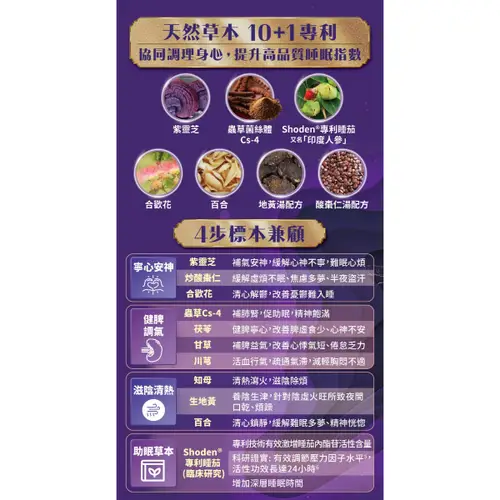 天然草本 10+1專利
協同調理身心，提升高品質睡眠指數
紫靈芝
蟲草菌絲體
Cs-4
Shoden®專利睡茄
又名「印度人參」
合歡花
百合
地黃湯配方
酸棗仁湯配方
4步標本兼顧
寧心安神
紫靈芝 補氣安神，緩解心神不寧，難眠心煩
炒酸棗仁 緩解虛煩不眠、焦慮多夢、半夜盜汗
合歡花 清心解鬱，改善憂鬱難入睡
健脾
調氣
蟲草Cs-4 補肺腎，促助眠，精神飽滿
茯苓 健脾寧心，改善脾虛食少、心神不安
甘草 補脾益氣，改善心悸氣短、倦怠乏力
川芎 活血行氣，疏通氣滯，減輕胸悶不適
滋陰清熱
知母 清熱瀉火，滋陰除煩
生地黃 養陰生津，針對陰虛火旺所致夜間
口乾、煩躁
百合 清心鎮靜，緩解難眠多夢、精神恍惚
助眠草本
Shoden®
專利睡茄
(臨床研究)
專利技術有效激增睡茄內酯苷活性含量
科研證實: 有效調節壓力因子水平，
活性功效長達24小時
增加深層睡眠時間